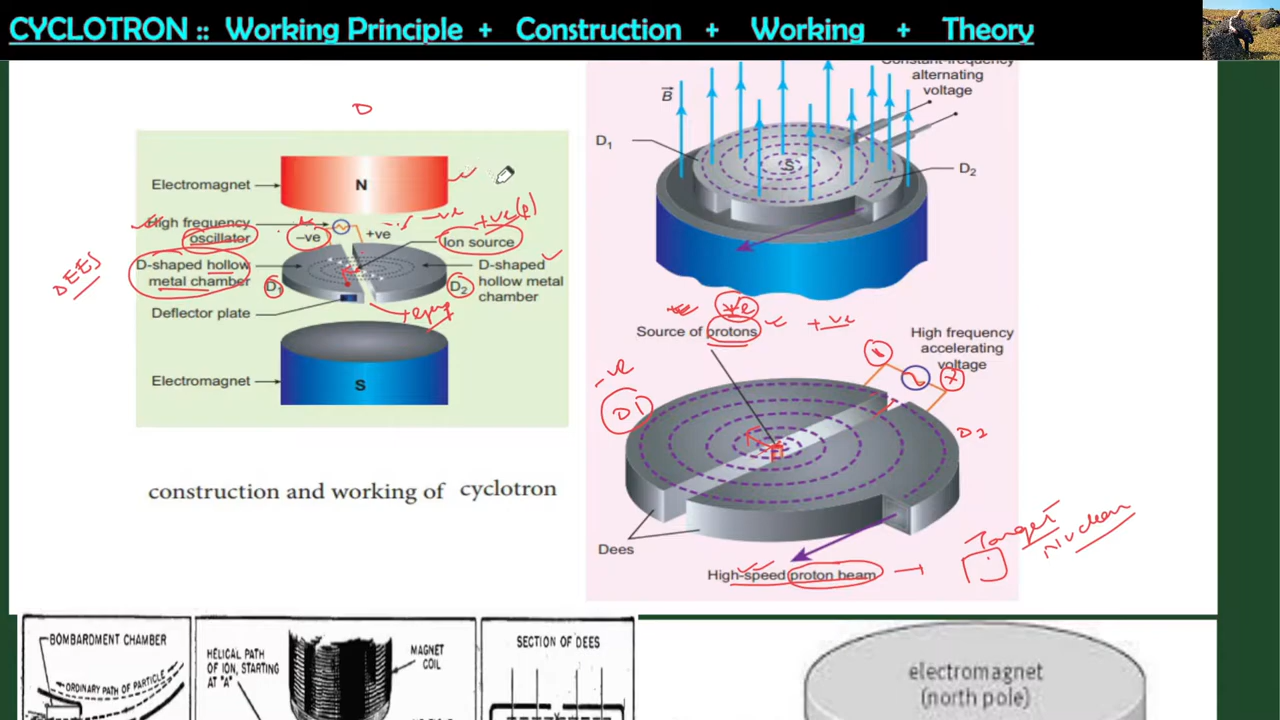 CYCLOTRON :: Working Principle + Construction + Working + Theory
D
Electromagnet
N
High frequency
oscillator
-ve
+ve
-ve
+ve(p)
Ion source
DEES
D-shaped hollow
metal chamber
D₁
D₂
D-shaped
hollow metal
chamber
Deflector plate
Electromagnet
S
construction and working of cyclotron
Constant-frequency
alternating
voltage
B
D₁
S
D₂
+ve
Source of protons
+ve
High frequency
accelerating
voltage
-ve
D1
D2
Dees
High-speed proton beam
Target
Nucleus
BOMBARDMENT CHAMBER
ORDINARY PATH OF PARTICLE
HELICAL PATH
OF ION, STARTING
AT "A"
MAGNET
COIL
SECTION OF DEES
electromagnet
(north pole)